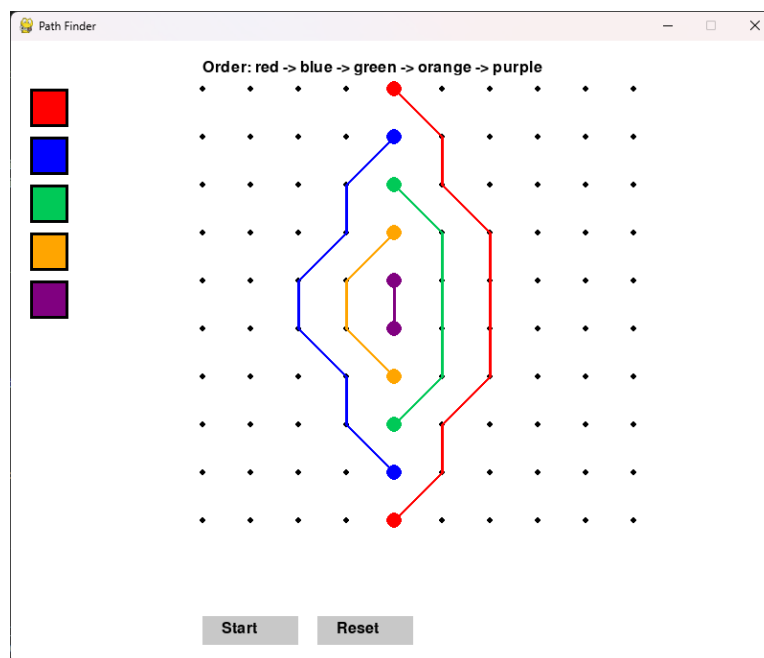 Path Finder
Order: red -> blue -> green -> orange -> purple
Start
Reset